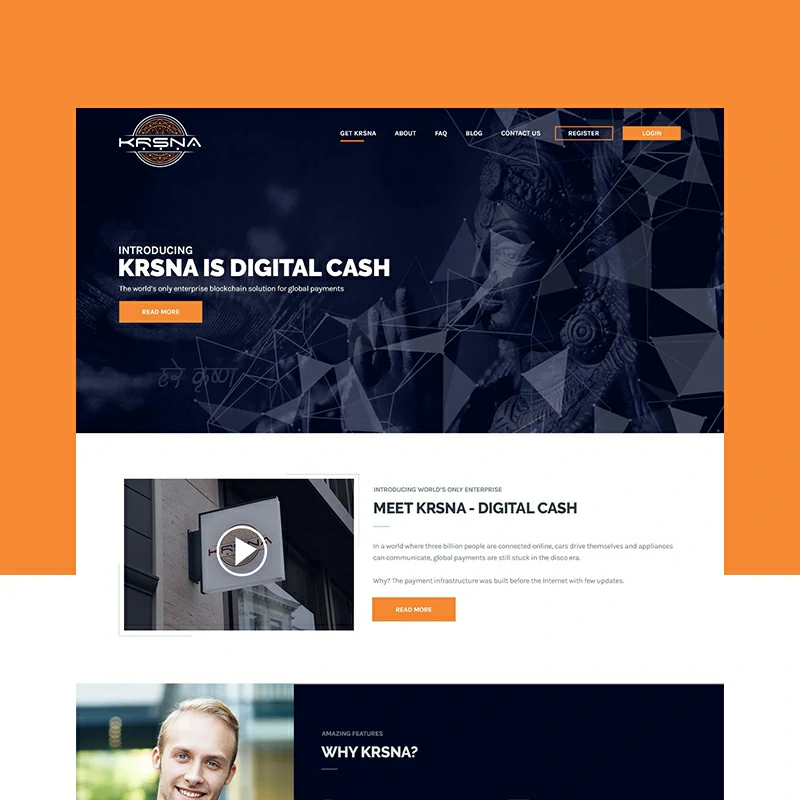 KRSNA
GET KRSNA
ABOUT
FAQ
BLOG
CONTACT US
REGISTER
LOGIN
INTRODUCING
KRSNA IS DIGITAL CASH
The world's only enterprise blockchain solution for global payments
READ MORE
हरे कृष्ण
INTRODUCING WORLD'S ONLY ENTERPRISE
MEET KRSNA - DIGITAL CASH
In a world where three billion people are connected online, cars drive themselves and appliances
can communicate, global payments are still stuck in the disco era.
Why? The payment infrastructure was built before the Internet with few updates.
READ MORE
AMAZING FEATURES
WHY KRSNA?